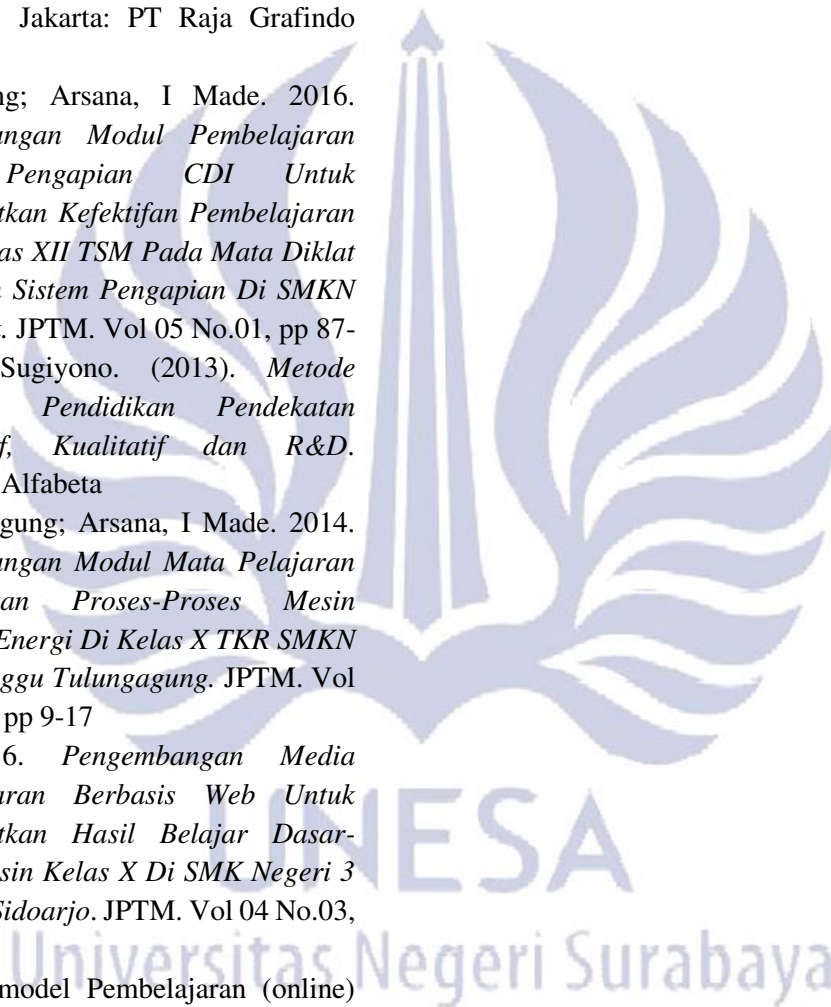 Jakarta: PT Raja Grafindo
ng; Arsana, I Made. 2016.
angan Modul Pembelajaran
Pengapian CDI Untuk
tkan Kefektifan Pembelajaran
as XII TSM Pada Mata Diklat
n Sistem Pengapian Di SMKN
t. JPTM. Vol 05 No.01, pp 87-
Sugiyono. (2013). Metode
Pendidikan Pendekatan
f, Kualitatif dan R&D.
Alfabeta
gung; Arsana, I Made. 2014.
angan Modul Mata Pelajaran
kan Proses-Proses Mesin
Energi Di Kelas X TKR SMKN
nggu Tulungagung. JPTM. Vol
pp 9-17
6. Pengembangan Media
aran Berbasis Web Untuk
tkan Hasil Belajar Dasar-
sin Kelas X Di SMK Negeri 3
Sidoarjo. JPTM. Vol 04 No.03,
model Pembelajaran (online)
UNESA
Universitas Negeri Surabaya